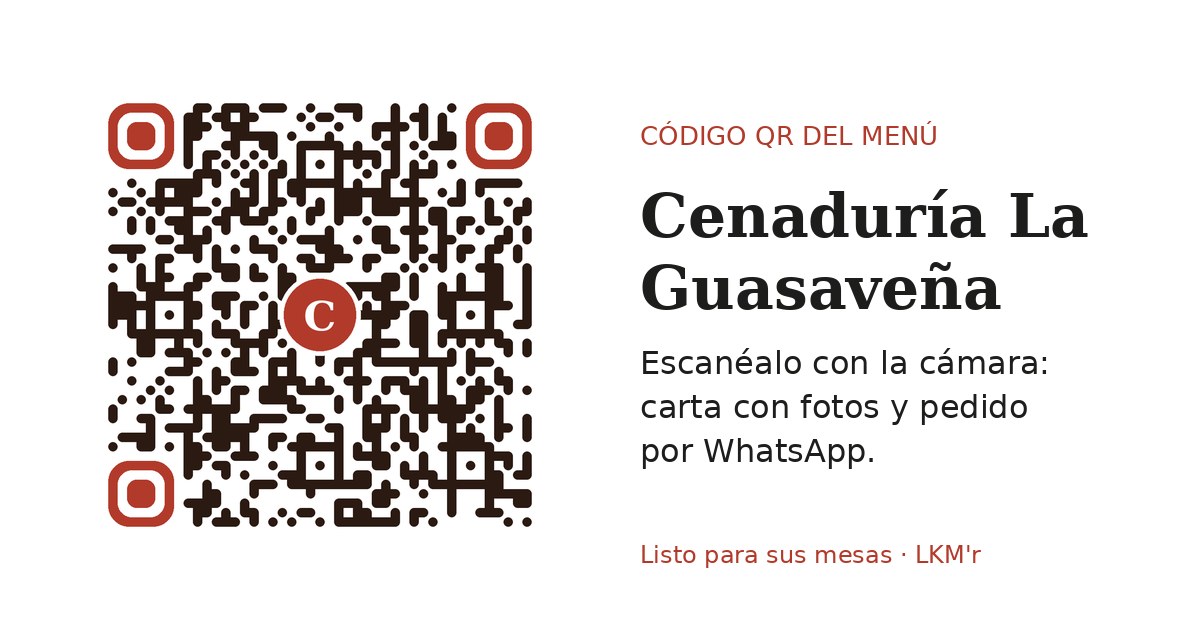 CÓDIGO QR DEL MENÚ
Cenaduría La
Guasaveña
Escanéalo con la cámara:
carta con fotos y pedido
por WhatsApp.
C
Listo para sus mesas · LKM'r